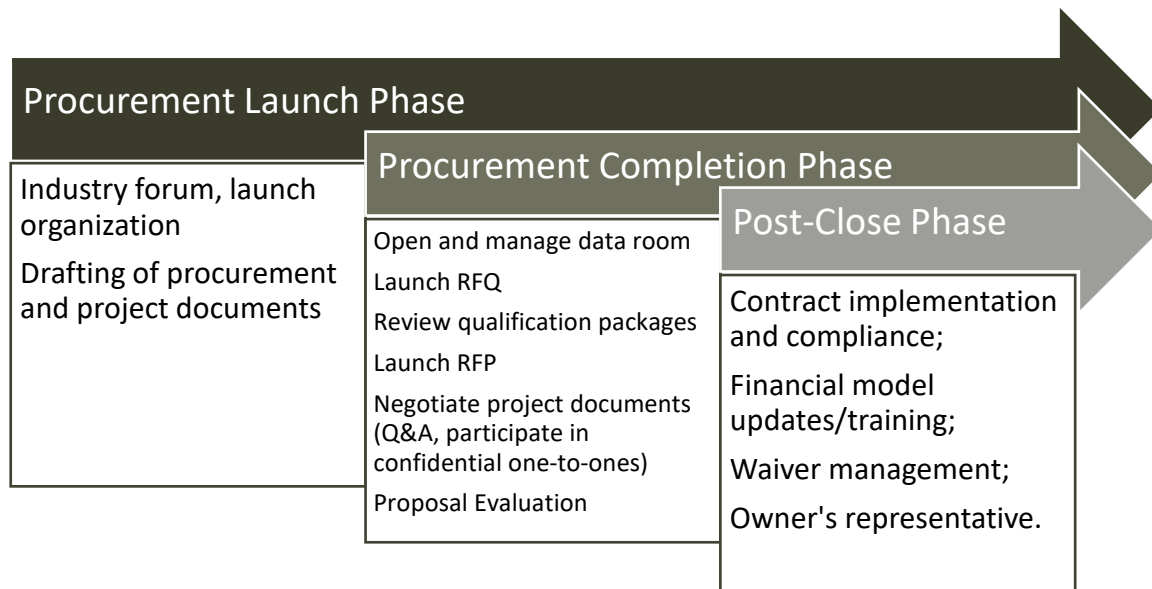 Procurement Launch Phase
Industry forum, launch
organization
Drafting of procurement
and project documents
Procurement Completion Phase
Open and manage data room
Launch RFQ
Review qualification packages
Launch RFP
Negotiate project documents
(Q&A, participate in
confidential one-to-ones)
Proposal Evaluation
Post-Close Phase
Contract implementation
and compliance;
Financial model
updates/training;
Waiver management;
Owner's representative.